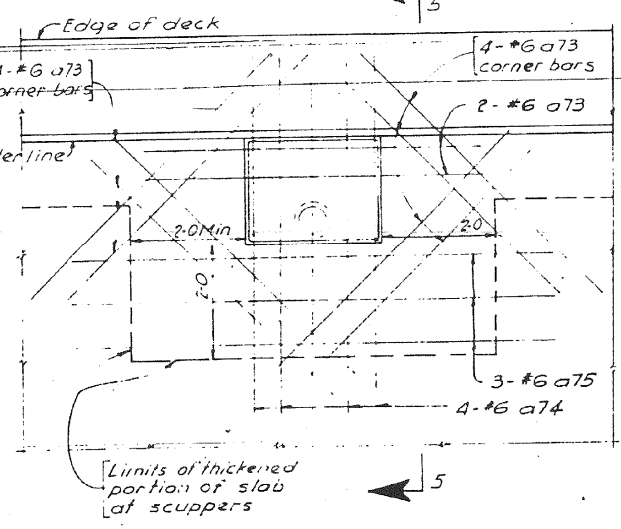 5
Edge of deck
4-#6 a73
corner bars
#6 a73
corner bars
2-#6 a73
2-0 Min
2-0
2-0
3-#6 a75
4-#6 a74
Limits of thickened
portion of slab
at scuppers
5